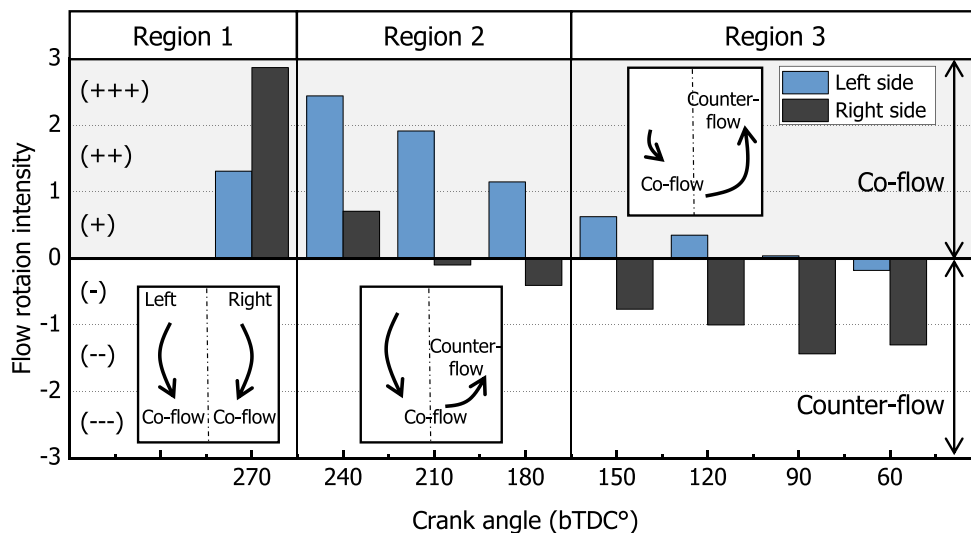 Region 1
Region 2
Region 3
3
2
1
0
-1
-2
-3
Flow rotaion intensity
(+++)
(++)
(+)
(-)
(--)
(---)
Left side
Right side
Co-flow
Counter-flow
Left
Right
Co-flow
Co-flow
Counter-
flow
Co-flow
Counter-
flow
Co-flow
270
240
210
180
150
120
90
60
Crank angle (bTDC°)